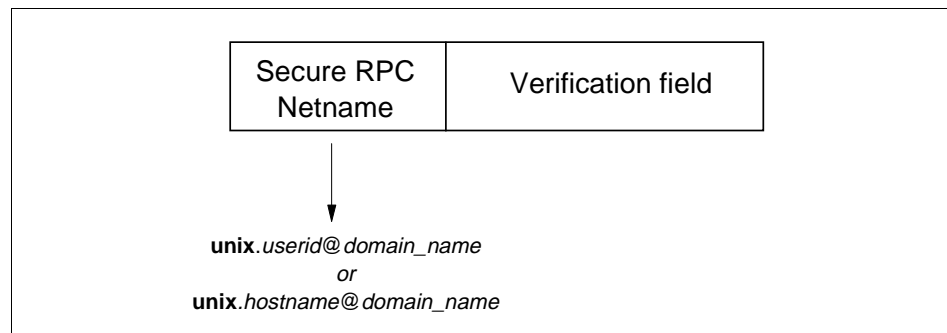 Secure RPC
Netname
Verification field
unix.userid@domain_name
or
unix.hostname@domain_name